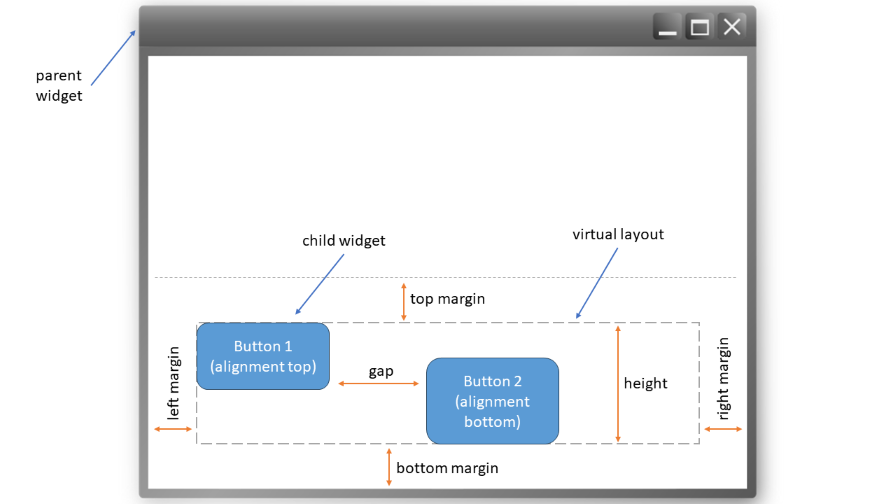 parent
widget
child widget
virtual layout
top margin
Button 1
(alignment top)
gap
Button 2
(alignment
bottom)
height
left margin
right margin
bottom margin